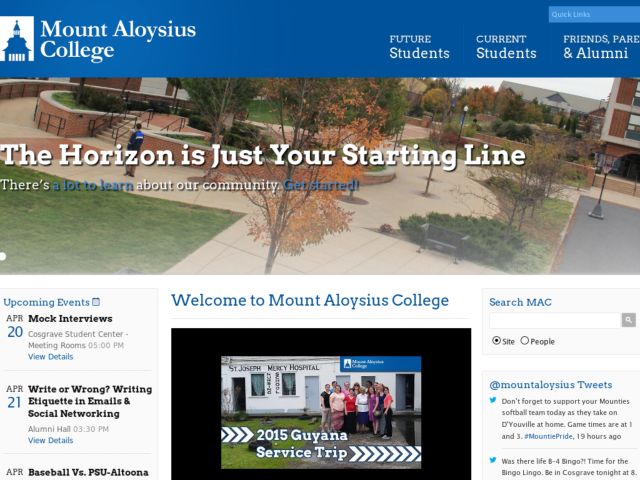 Quick Links
Mount Aloysius
College
FUTURE
Students
CURRENT
Students
FRIENDS, PARE
& Alumni
The Horizon is Just Your Starting Line
There's a lot to learn about our community. Get started!
Upcoming Events
APR
20
Mock Interviews
Cosgrave Student Center -
Meeting Rooms 05:00 PM
View Details
APR
21
Write or Wrong? Writing
Etiquette in Emails &
Social Networking
Alumni Hall 03:30 PM
View Details
APR
Baseball Vs. PSU-Altoona
Welcome to Mount Aloysius College
Mount Aloysius
College
ST. JOSEPH MERCY HOSPITAL
2015 Guyana
Service Trip
Search MAC
Site
People
@mountaloysius Tweets
Don't forget to support your Mounties
softball team today as they take on
D'Youville at home. Game times are at 1
and 3. #MountiePride, 19 hours ago
Was there life B-4 Bingo?! Time for the
Bingo Lingo. Be in Cosgrave tonight at 8.